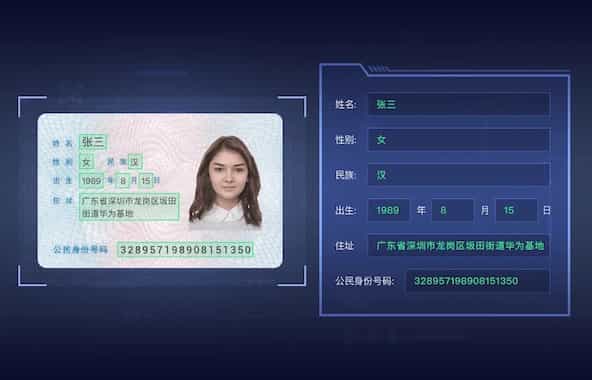 姓名 张三
性别 女 民族 汉
出生 1989 年 8 月 15 日
住址 广东省深圳市龙岗区坂田
街道华为基地
公民身份号码 328957198908151350
姓名: 张三
性别: 女
民族: 汉
出生: 1989 年 8 月 15 日
住址 广东省深圳市龙岗区坂田街道华为基地
公民身份号码: 328957198908151350